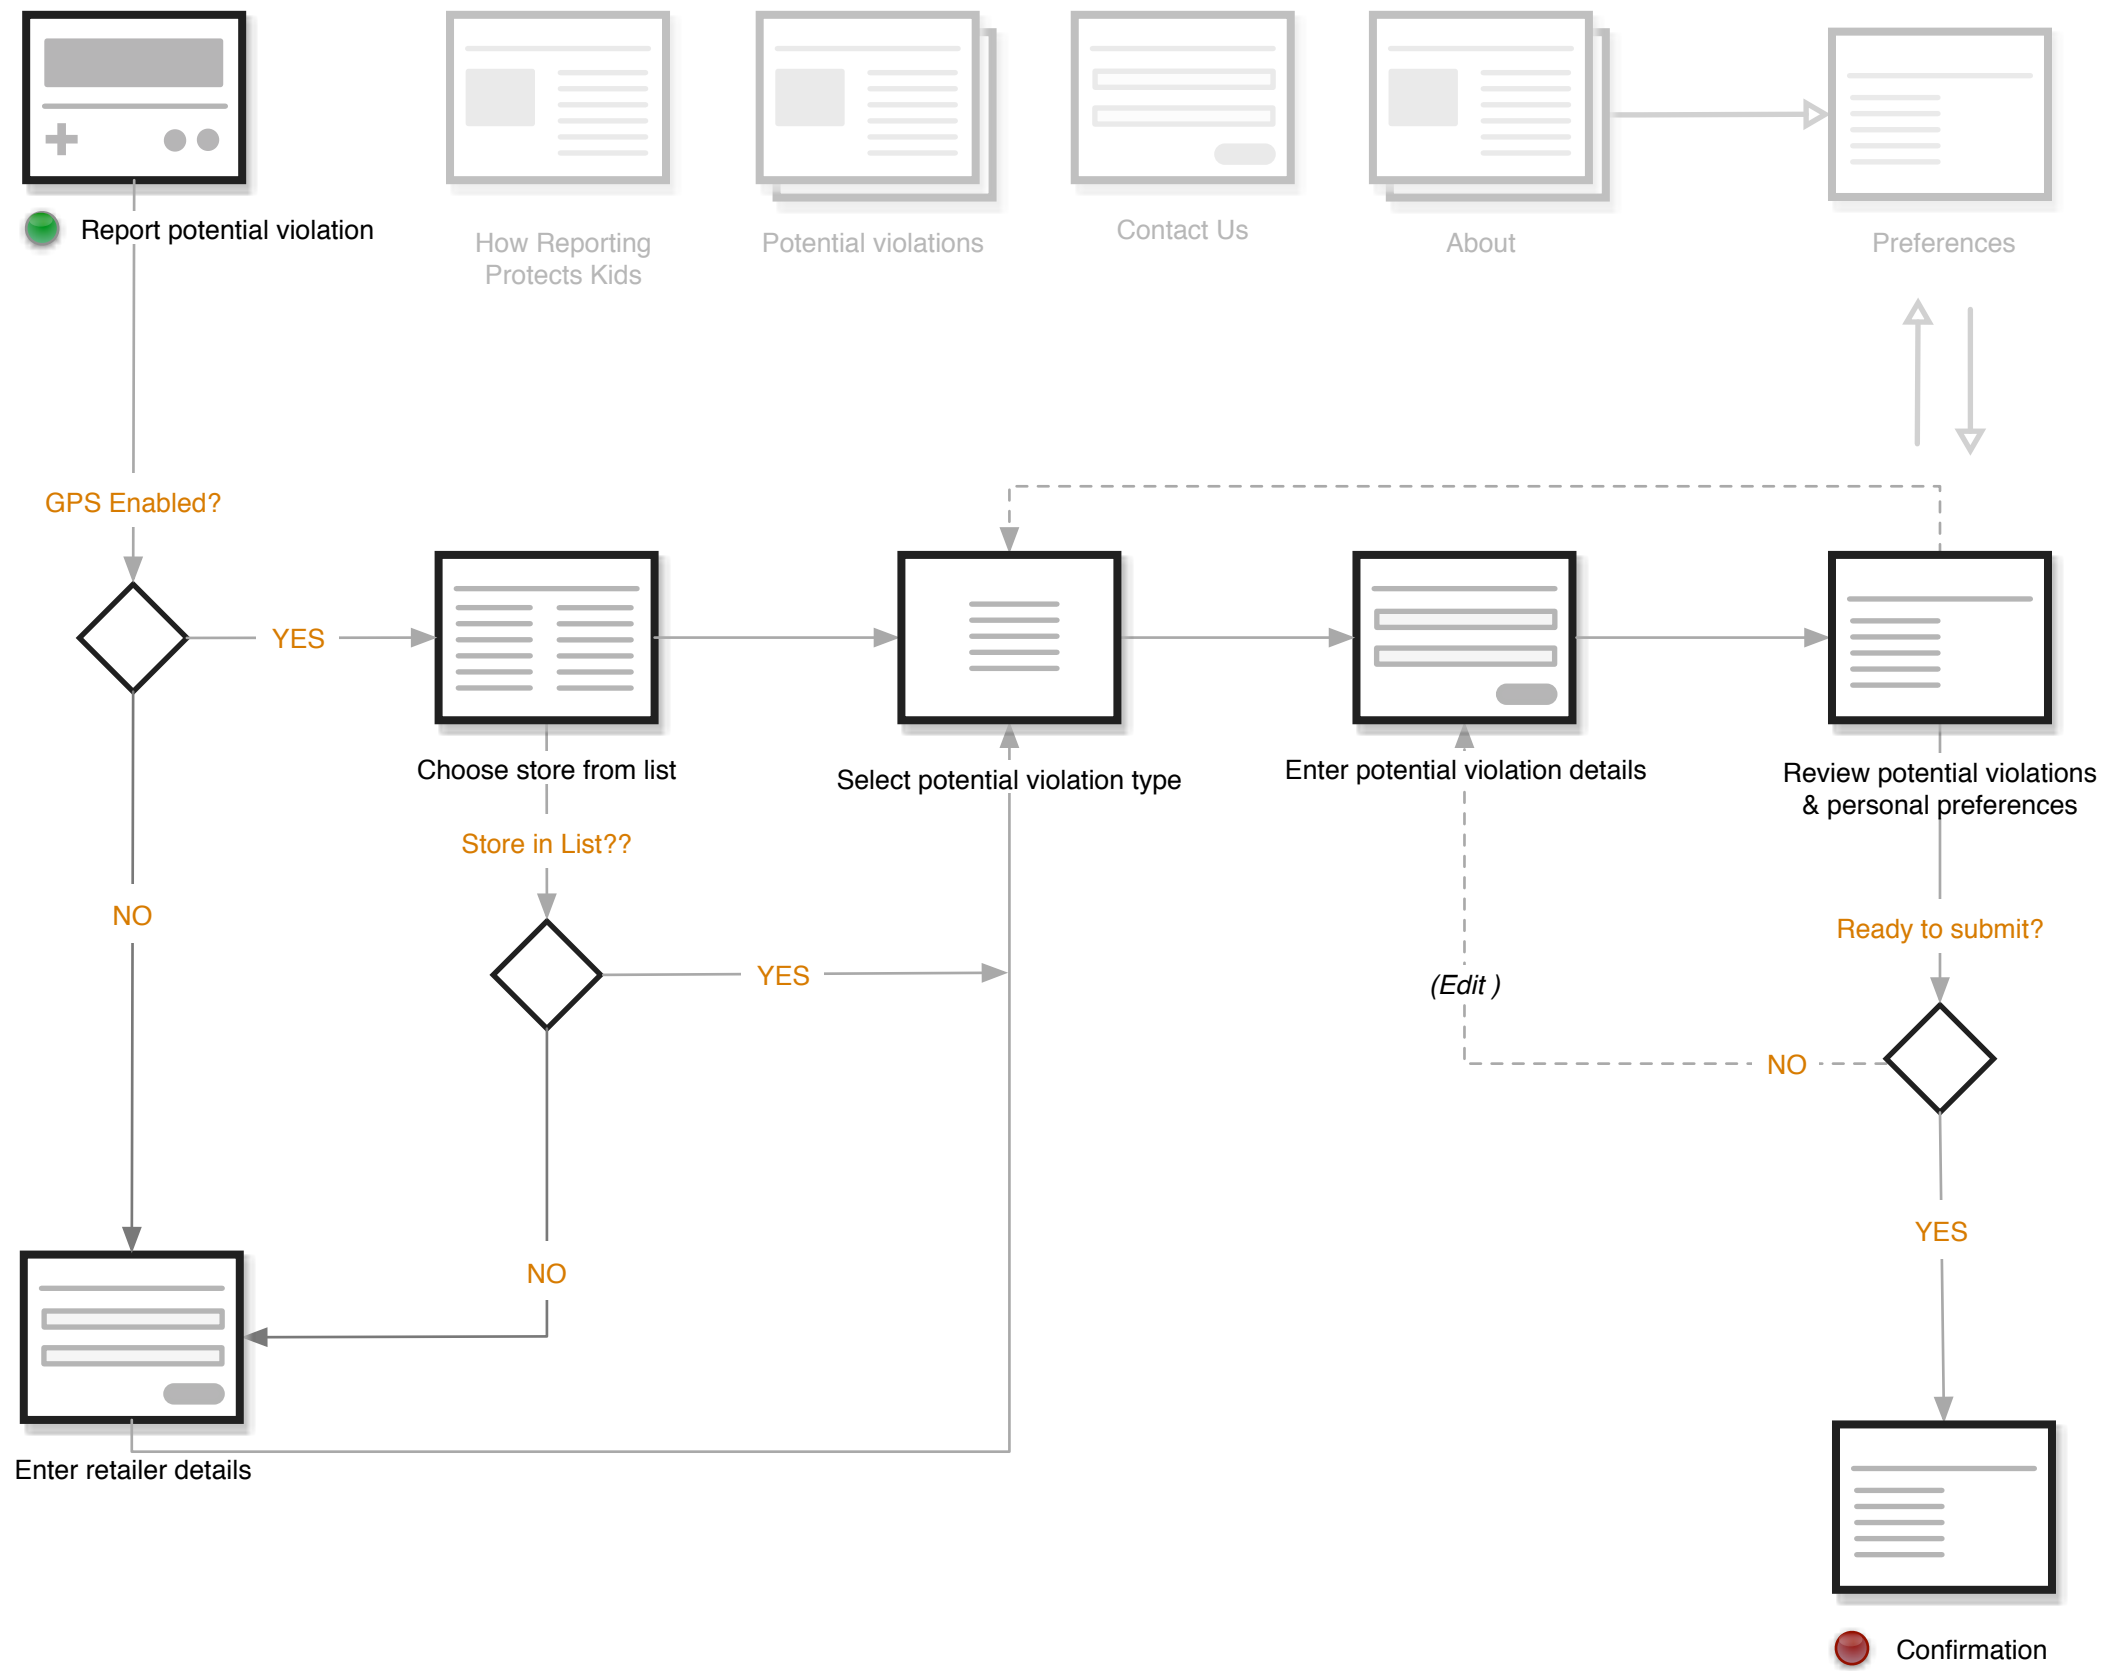 Report potential violation
How Reporting
Protects Kids
Potential violations
Contact Us
About
Preferences
GPS Enabled?
YES
Choose store from list
Select potential violation type
Enter potential violation details
Review potential violations
& personal preferences
Store in List??
NO
Ready to submit?
YES
(Edit )
NO
YES
NO
Enter retailer details
Confirmation